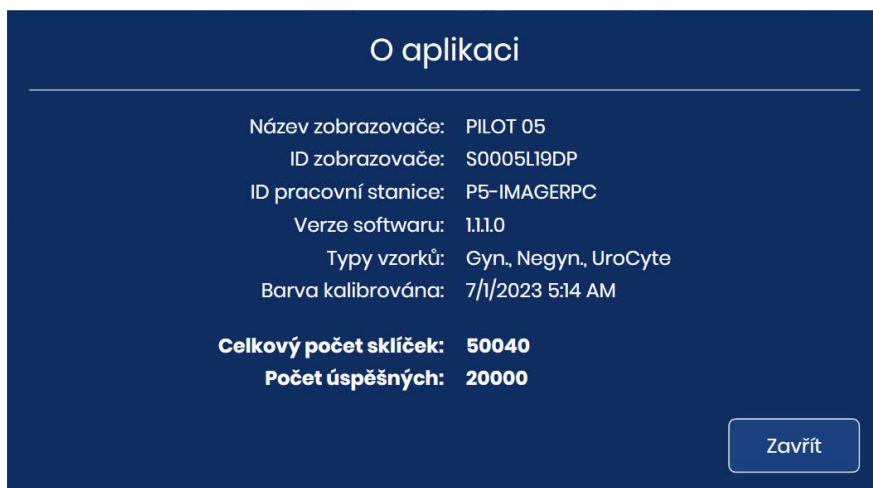 O aplikaci
Název zobrazovače: PILOT 05
ID zobrazovače: S0005L19DP
ID pracovní stanice: P5-IMAGERPC
Verze softwaru: 1.1.1.0
Typy vzorků: Gyn., Negyn., UroCyte
Barva kalibrována: 7/1/2023 5:14 AM
Celkový počet sklíček: 50040
Počet úspěšných: 20000
Zavřít